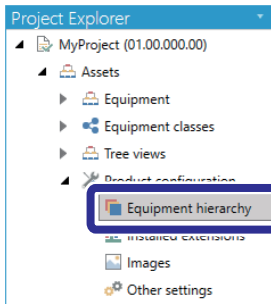 Project Explorer
MyProject (01.00.000.00)
Assets
Equipment
Equipment classes
Tree views
Product configuration
Equipment hierarchy
Installed extensions
Images
Other settings